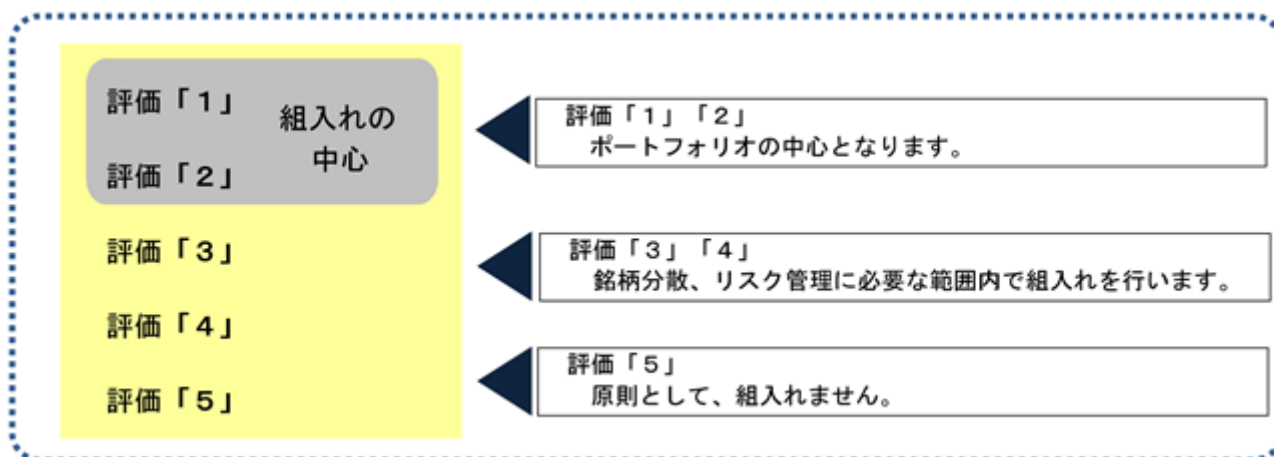 評価「１」
組入れの
中心
評価「２」
評価「３」
評価「４」
評価「５」
評価「１」「２」
ポートフォリオの中心となります。
評価「３」「４」
銘柄分散、リスク管理に必要な範囲内で組入れを行います。
評価「５」
原則として、組入れません。